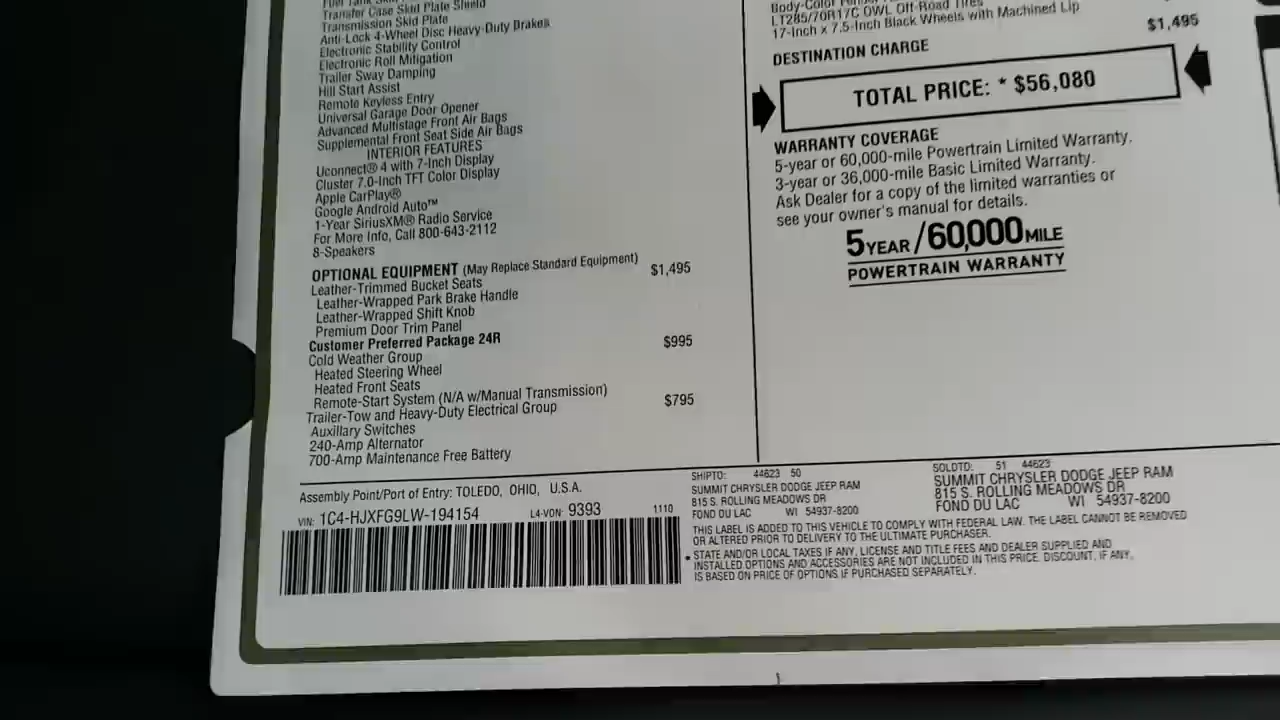 Transfer Case Skid Plate Shield
Transmission Skid Plate
Anti-Lock 4-Wheel Disc Heavy-Duty Brakes
Electronic Stability Control
Electronic Roll Mitigation
Trailer Sway Damping
Hill Start Assist
Remote Keyless Entry
Universal Garage Door Opener
Advanced Multistage Front Air Bags
Supplemental Front Seat Side Air Bags
INTERIOR FEATURES
Uconnect® 4 with 7-Inch Display
Cluster 7.0-Inch TFT Color Display
Apple CarPlay®
Google Android Auto™
1-Year SiriusXM® Radio Service
For More Info, Call 800-643-2112
8-Speakers
OPTIONAL EQUIPMENT (May Replace Standard Equipment)
Leather-Trimmed Bucket Seats $1,495
Leather-Wrapped Park Brake Handle
Leather-Wrapped Shift Knob
Premium Door Trim Panel
Customer Preferred Package 24R
Cold Weather Group $995
Heated Steering Wheel
Heated Front Seats
Remote-Start System (N/A w/Manual Transmission)
Trailer-Tow and Heavy-Duty Electrical Group $795
Auxillary Switches
240-Amp Alternator
700-Amp Maintenance Free Battery
Body-Color
LT285/70R17C OWL Off-Road Tires
17-Inch x 7.5-Inch Black Wheels with Machined Lip
DESTINATION CHARGE $1,495
TOTAL PRICE: * $56,080
WARRANTY COVERAGE
5-year or 60,000-mile Powertrain Limited Warranty.
3-year or 36,000-mile Basic Limited Warranty.
Ask Dealer for a copy of the limited warranties or
see your owner's manual for details.
5YEAR/60,000MILE
POWERTRAIN WARRANTY
Assembly Point/Port of Entry: TOLEDO, OHIO, U.S.A.
VIN: 1C4-HJXFG9LW-194154 L4-VON: 9393 1110
SHIPTO: 44623 50
SUMMIT CHRYSLER DODGE JEEP RAM
815 S. ROLLING MEADOWS DR
FOND DU LAC WI 54937-8200
SOLDTO: 51 44623
SUMMIT CHRYSLER DODGE JEEP RAM
815 S. ROLLING MEADOWS DR
FOND DU LAC WI 54937-8200
THIS LABEL IS ADDED TO THIS VEHICLE TO COMPLY WITH FEDERAL LAW. THE LABEL CANNOT BE REMOVED
OR ALTERED PRIOR TO DELIVERY TO THE ULTIMATE PURCHASER.
* STATE AND/OR LOCAL TAXES IF ANY, LICENSE AND TITLE FEES AND DEALER SUPPLIED AND
INSTALLED OPTIONS AND ACCESSORIES ARE NOT INCLUDED IN THIS PRICE. DISCOUNT, IF ANY,
IS BASED ON PRICE OF OPTIONS IF PURCHASED SEPARATELY.